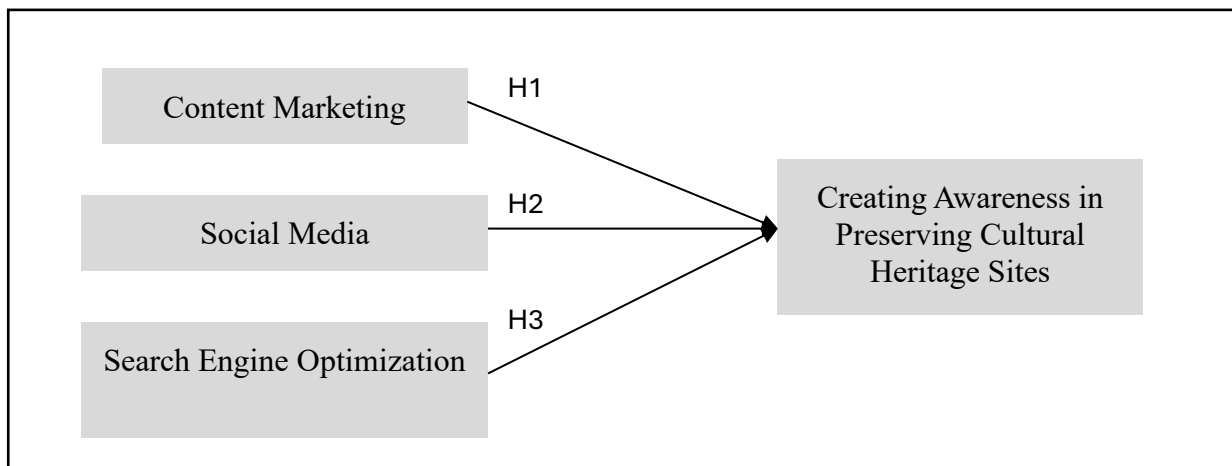 Content Marketing
H1
Social Media
H2
Search Engine Optimization
H3
Creating Awareness in
Preserving Cultural
Heritage Sites